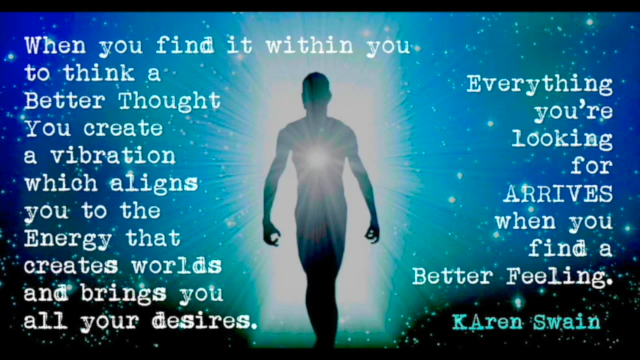 When you find it within you
to think a
Better Thought
You create
a vibration
which aligns
you to the
Energy that
creates worlds
and brings you
all your desires.
Everything
you're
looking
for
ARRIVES
when you
find a
Better Feeling.
KAren Swain